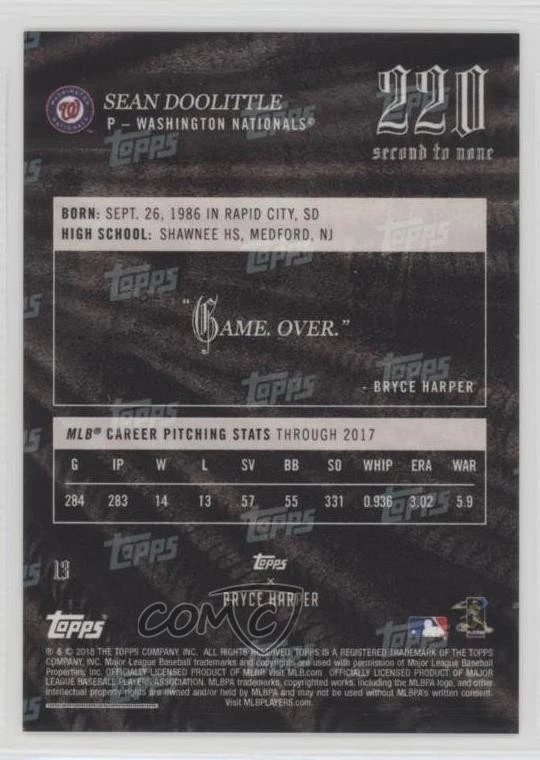 SEAN DOOLITTLE
P – WASHINGTON NATIONALS®
220
second to none
BORN: SEPT. 26, 1986 IN RAPID CITY, SD
HIGH SCHOOL: SHAWNEE HS, MEDFORD, NJ
"GAME. OVER."
- BRYCE HARPER
MLB® CAREER PITCHING STATS THROUGH 2017
G IP W L SV BB SO WHIP ERA WAR
284 283 14 13 57 55 331 0.936 3.02 5.9
13
Topps
×
BRYCE HARPER
COMC
Topps
® & © 2018 THE TOPPS COMPANY, INC. ALL RIGHTS RESERVED. TOPPS IS A REGISTERED TRADEMARK OF THE TOPPS
COMPANY, INC. Major League Baseball trademarks and copyrights are used with permission of Major League Baseball
Properties, Inc. OFFICIALLY LICENSED PRODUCT OF MLBP Visit MLB.com OFFICIALLY LICENSED PRODUCT OF MAJOR
LEAGUE BASEBALL PLAYERS ASSOCIATION. MLBPA trademarks, copyrighted works, including the MLBPA logo, and other
intellectual property rights are owned and/or held by MLBPA and may not be used without MLBPA's written consent.
Visit MLBPLAYERS.com